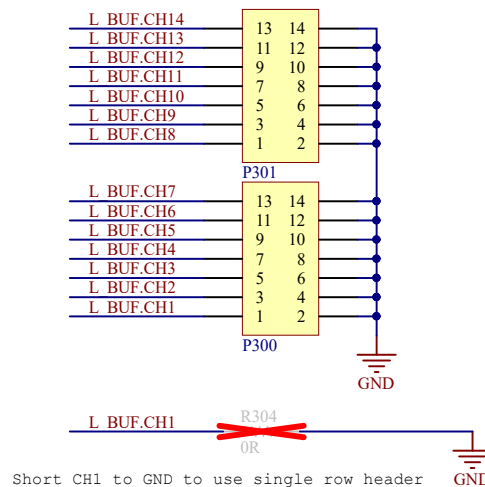 L_BUF.CH14 13 14
L_BUF.CH13 11 12
L_BUF.CH12 9 10
L_BUF.CH11 7 8
L_BUF.CH10 5 6
L_BUF.CH9 3 4
L_BUF.CH8 1 2
P301
L_BUF.CH7 13 14
L_BUF.CH6 11 12
L_BUF.CH5 9 10
L_BUF.CH4 7 8
L_BUF.CH3 5 6
L_BUF.CH2 3 4
L_BUF.CH1 1 2
P300
GND
R304
L_BUF.CH1
0R
Short CH1 to GND to use single row header
GND